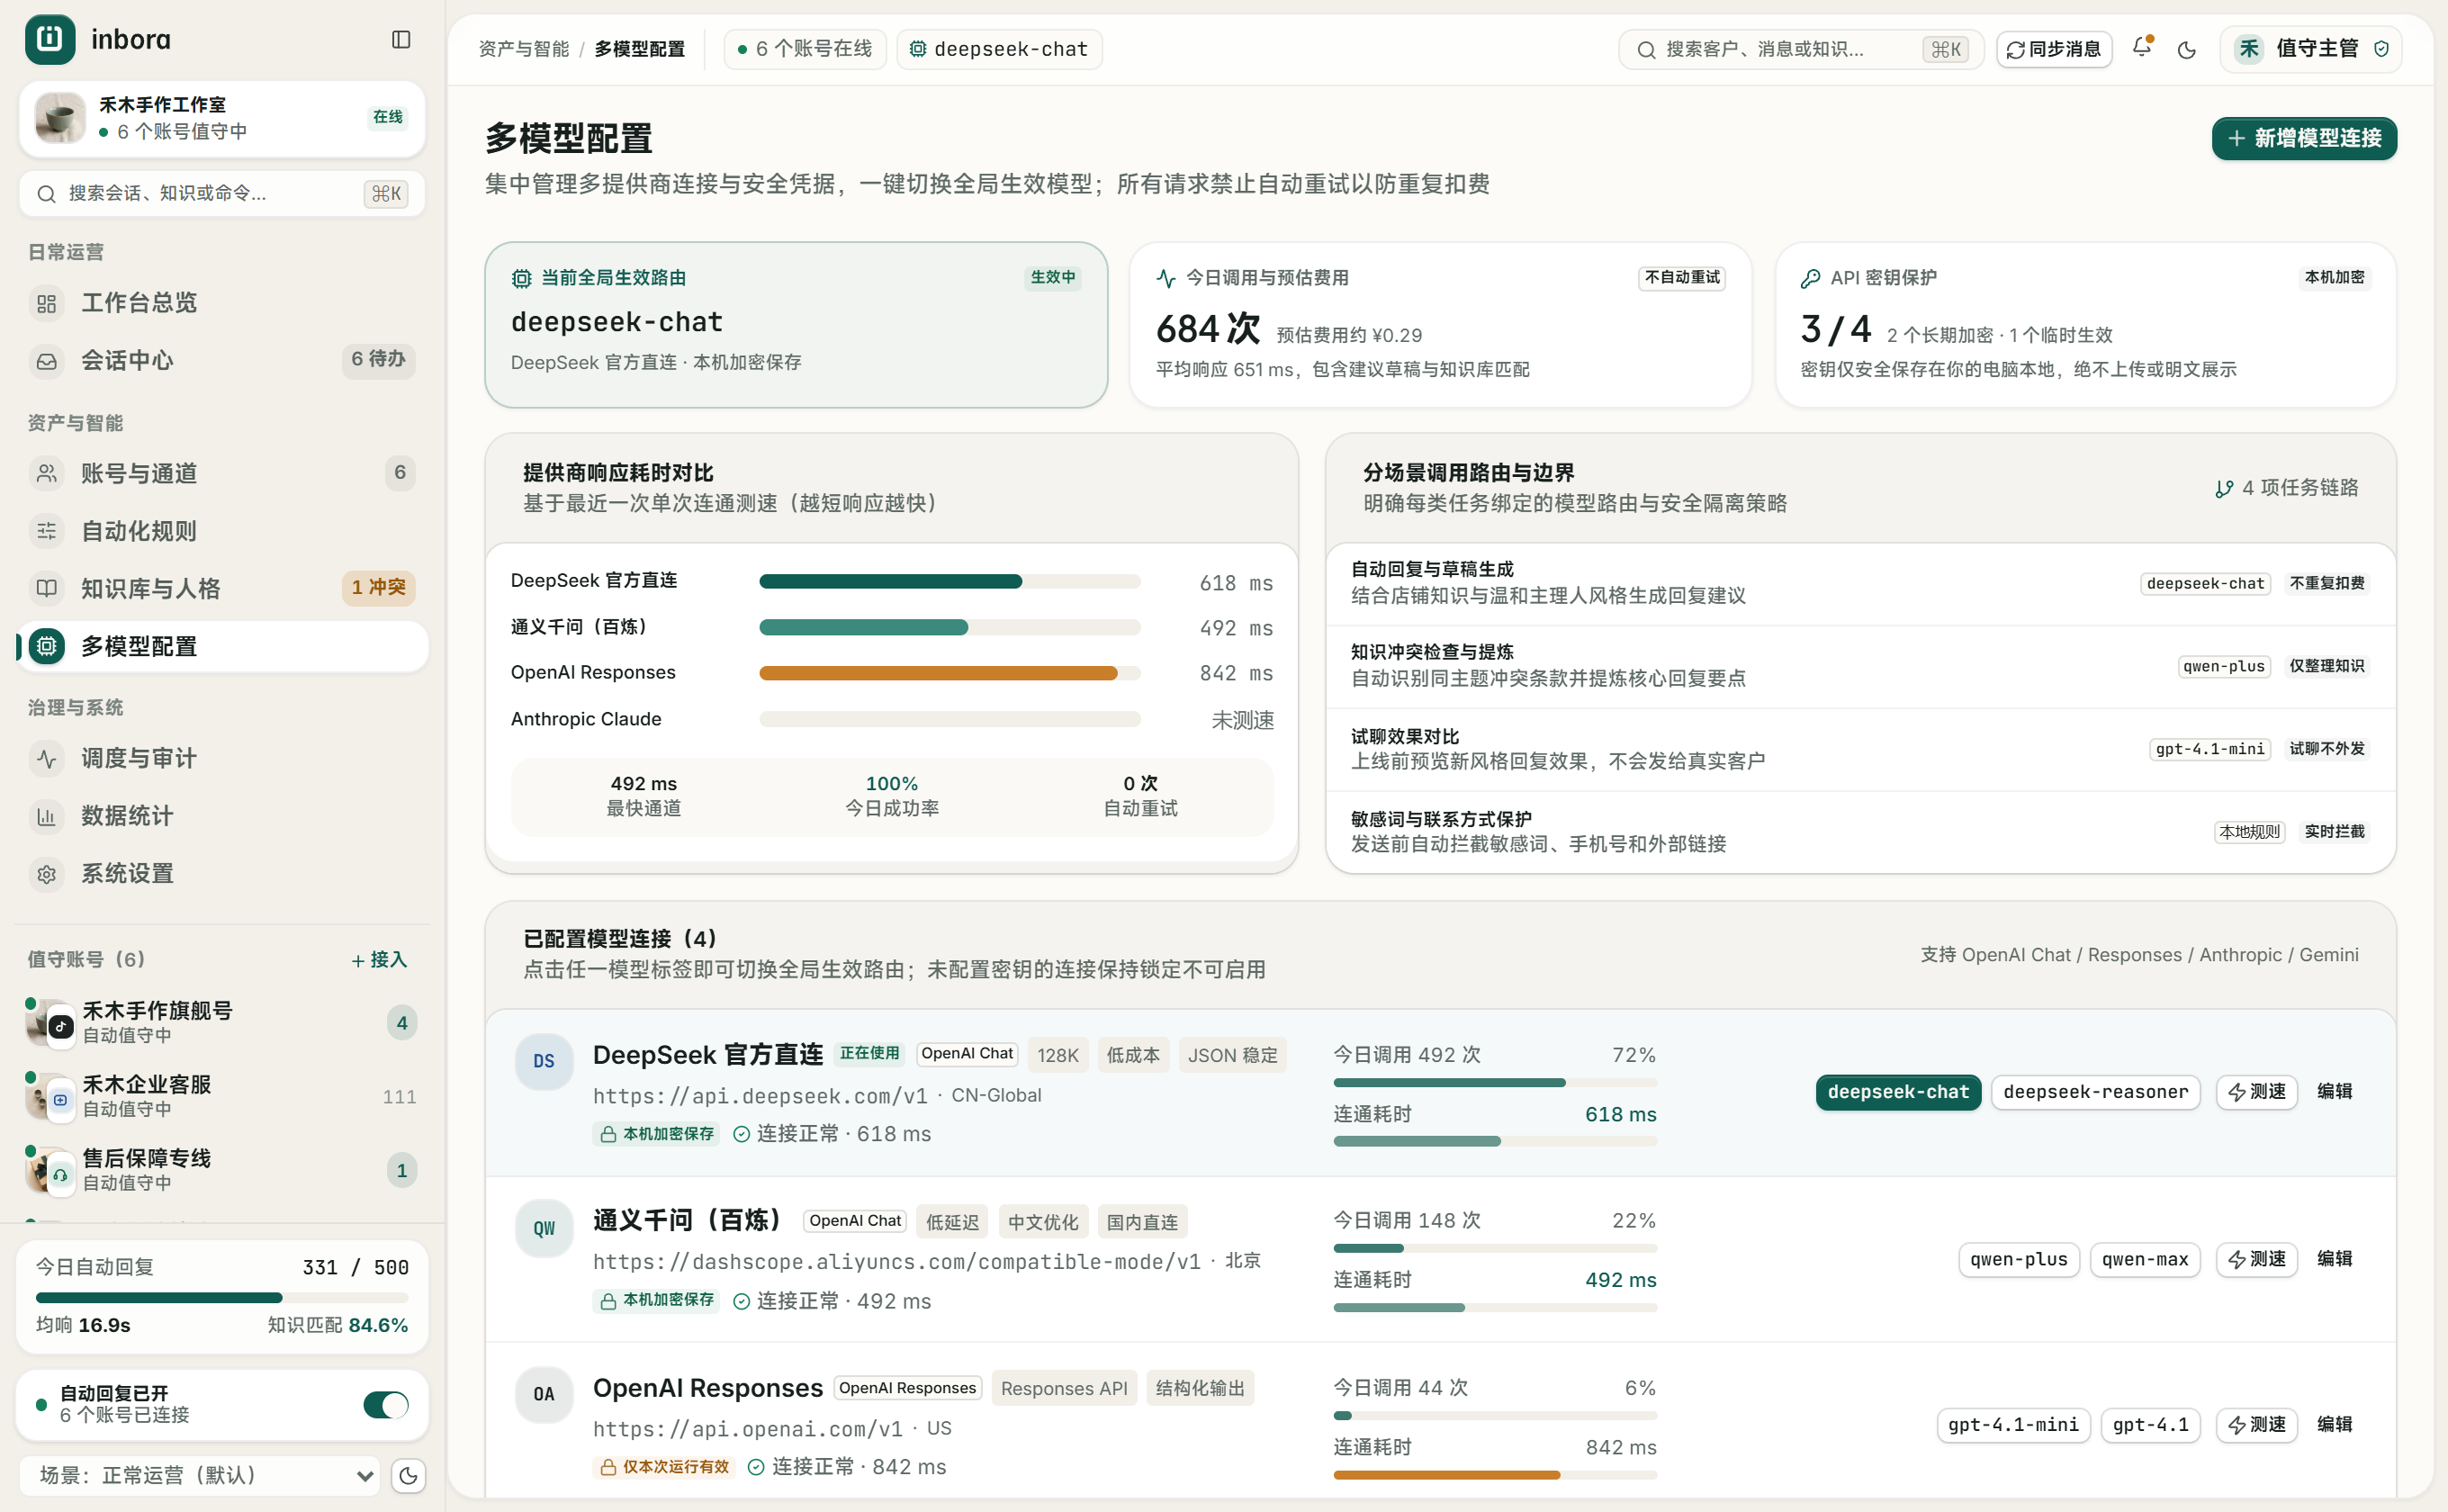 inbora
禾木手作工作室
6 个账号值守中
在线
搜索会话、知识或命令...
⌘K
日常运营
工作台总览
会话中心
6 待办
资产与智能
账号与通道
6
自动化规则
知识库与人格
1 冲突
多模型配置
治理与系统
调度与审计
数据统计
系统设置
值守账号（6）
+ 接入
禾木手作旗舰号
自动值守中
4
禾木企业客服
自动值守中
111
售后保障专线
自动值守中
1
今日自动回复
331 / 500
均响 16.9s
知识匹配 84.6%
自动回复已开
6 个账号已连接
场景：正常运营（默认）
资产与智能 / 多模型配置
6 个账号在线
deepseek-chat
搜索客户、消息或知识...
⌘K
同步消息
禾
值守主管
多模型配置
集中管理多提供商连接与安全凭据，一键切换全局生效模型；所有请求禁止自动重试以防重复扣费
+ 新增模型连接
当前全局生效路由
生效中
deepseek-chat
DeepSeek 官方直连 · 本机加密保存
今日调用与预估费用
不自动重试
684 次 预估费用约 ¥0.29
平均响应 651 ms，包含建议草稿与知识库匹配
API 密钥保护
本机加密
3 / 4 2 个长期加密 · 1 个临时生效
密钥仅安全保存在你的电脑本地，绝不上传或明文展示
提供商响应耗时对比
基于最近一次单次连通测速（越短响应越快）
DeepSeek 官方直连
618 ms
通义千问（百炼）
492 ms
OpenAI Responses
842 ms
Anthropic Claude
未测速
492 ms
最快通道
100%
今日成功率
0 次
自动重试
分场景调用路由与边界
明确每类任务绑定的模型路由与安全隔离策略
4 项任务链路
自动回复与草稿生成
结合店铺知识与温和主理人风格生成回复建议
deepseek-chat
不重复扣费
知识冲突检查与提炼
自动识别同主题冲突条款并提炼核心回复要点
qwen-plus
仅整理知识
试聊效果对比
上线前预览新风格回复效果，不会发给真实客户
gpt-4.1-mini
试聊不外发
敏感词与联系方式保护
发送前自动拦截敏感词、手机号和外部链接
本地规则
实时拦截
已配置模型连接（4）
点击任一模型标签即可切换全局生效路由；未配置密钥的连接保持锁定不可启用
支持 OpenAI Chat / Responses / Anthropic / Gemini
DS
DeepSeek 官方直连
正在使用
OpenAI Chat
128K
低成本
JSON 稳定
https://api.deepseek.com/v1 · CN-Global
本机加密保存
连接正常 · 618 ms
今日调用 492 次
72%
连通耗时
618 ms
deepseek-chat
deepseek-reasoner
测速
编辑
QW
通义千问（百炼）
OpenAI Chat
低延迟
中文优化
国内直连
https://dashscope.aliyuncs.com/compatible-mode/v1 · 北京
本机加密保存
连接正常 · 492 ms
今日调用 148 次
22%
连通耗时
492 ms
qwen-plus
qwen-max
测速
编辑
OA
OpenAI Responses
OpenAI Responses
Responses API
结构化输出
https://api.openai.com/v1 · US
仅本次运行有效
连接正常 · 842 ms
今日调用 44 次
6%
连通耗时
842 ms
gpt-4.1-mini
gpt-4.1
测速
编辑